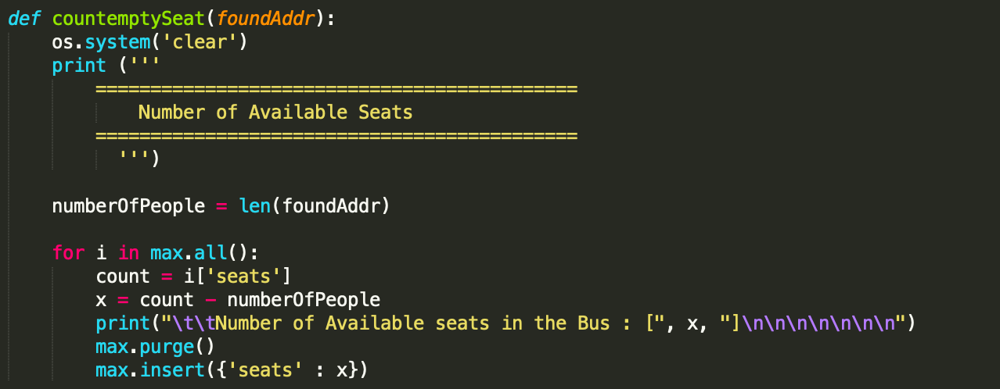 def countemptySeat(foundAddr):
    os.system('clear')
    print ('''
        ============================================
            Number of Available Seats
        ============================================
          ''')

    numberOfPeople = len(foundAddr)

    for i in max.all():
        count = i['seats']
        x = count - numberOfPeople
        print("\t\tNumber of Available seats in the Bus : [", x, "]\n\n\n\n\n\n\n")
        max.purge()
        max.insert({'seats' : x})